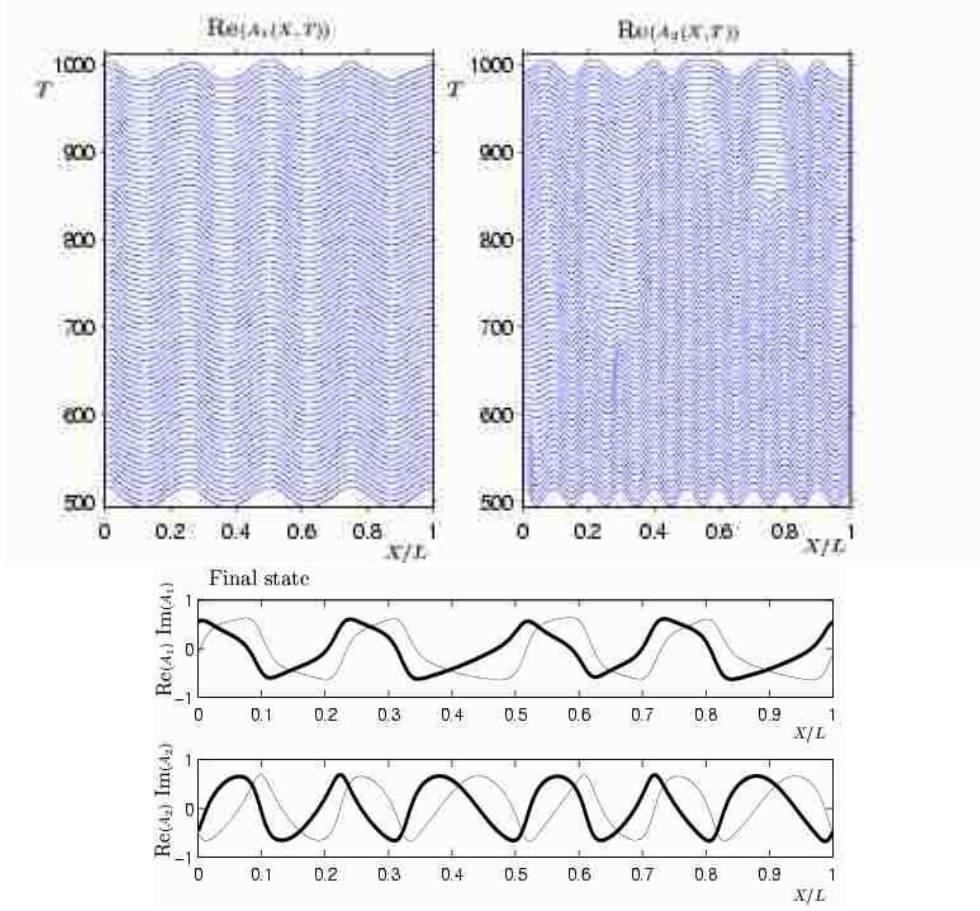 Re(A₁(X,T)) Re(A₂(X,T))
1000 1000
T T
900 900
800 800
700 700
600 600
500 500
0 0.2 0.4 0.6 0.8 1 0 0.2 0.4 0.6 0.8 1
X/L X/L
Final state
Re(A₁) Im(A₁)
1
0
−1
0 0.1 0.2 0.3 0.4 0.5 0.6 0.7 0.8 0.9 1
X/L
Re(A₂) Im(A₂)
1
0
−1
0 0.1 0.2 0.3 0.4 0.5 0.6 0.7 0.8 0.9 1
X/L